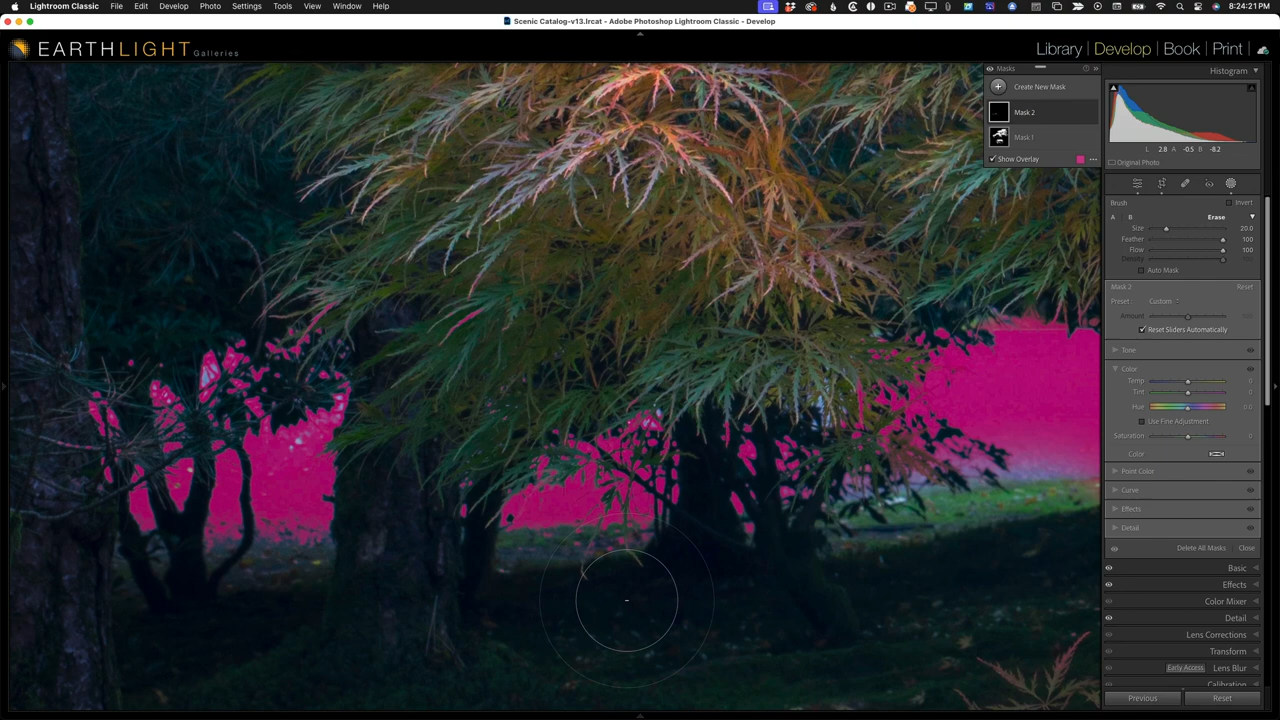 Lightroom Classic File Edit Develop Photo Settings Tools View Window Help 8:24:21 PM
Scenic Catalog-v13.lrcat - Adobe Photoshop Lightroom Classic - Develop
EARTHLIGHT Galleries
Library | Develop | Book | Print
Masks
Create New Mask
Mask 2
Mask 1
Show Overlay
Histogram
L 2.8 A -0.5 B -8.2
Original Photo
Brush Invert
A B Erase
Size 20.0
Feather 100
Flow 100
Density
Auto Mask
Mask 2 Reset
Preset : Custom
Amount
Reset Sliders Automatically
Tone
Color
Temp 0
Tint 0
Hue 0.0
Use Fine Adjustment
Saturation 0
Color
Point Color
Curve
Effects
Detail
Delete All Masks Close
Basic
Effects
Color Mixer
Detail
Lens Corrections
Transform
Early Access Lens Blur
Calibration
Previous Reset